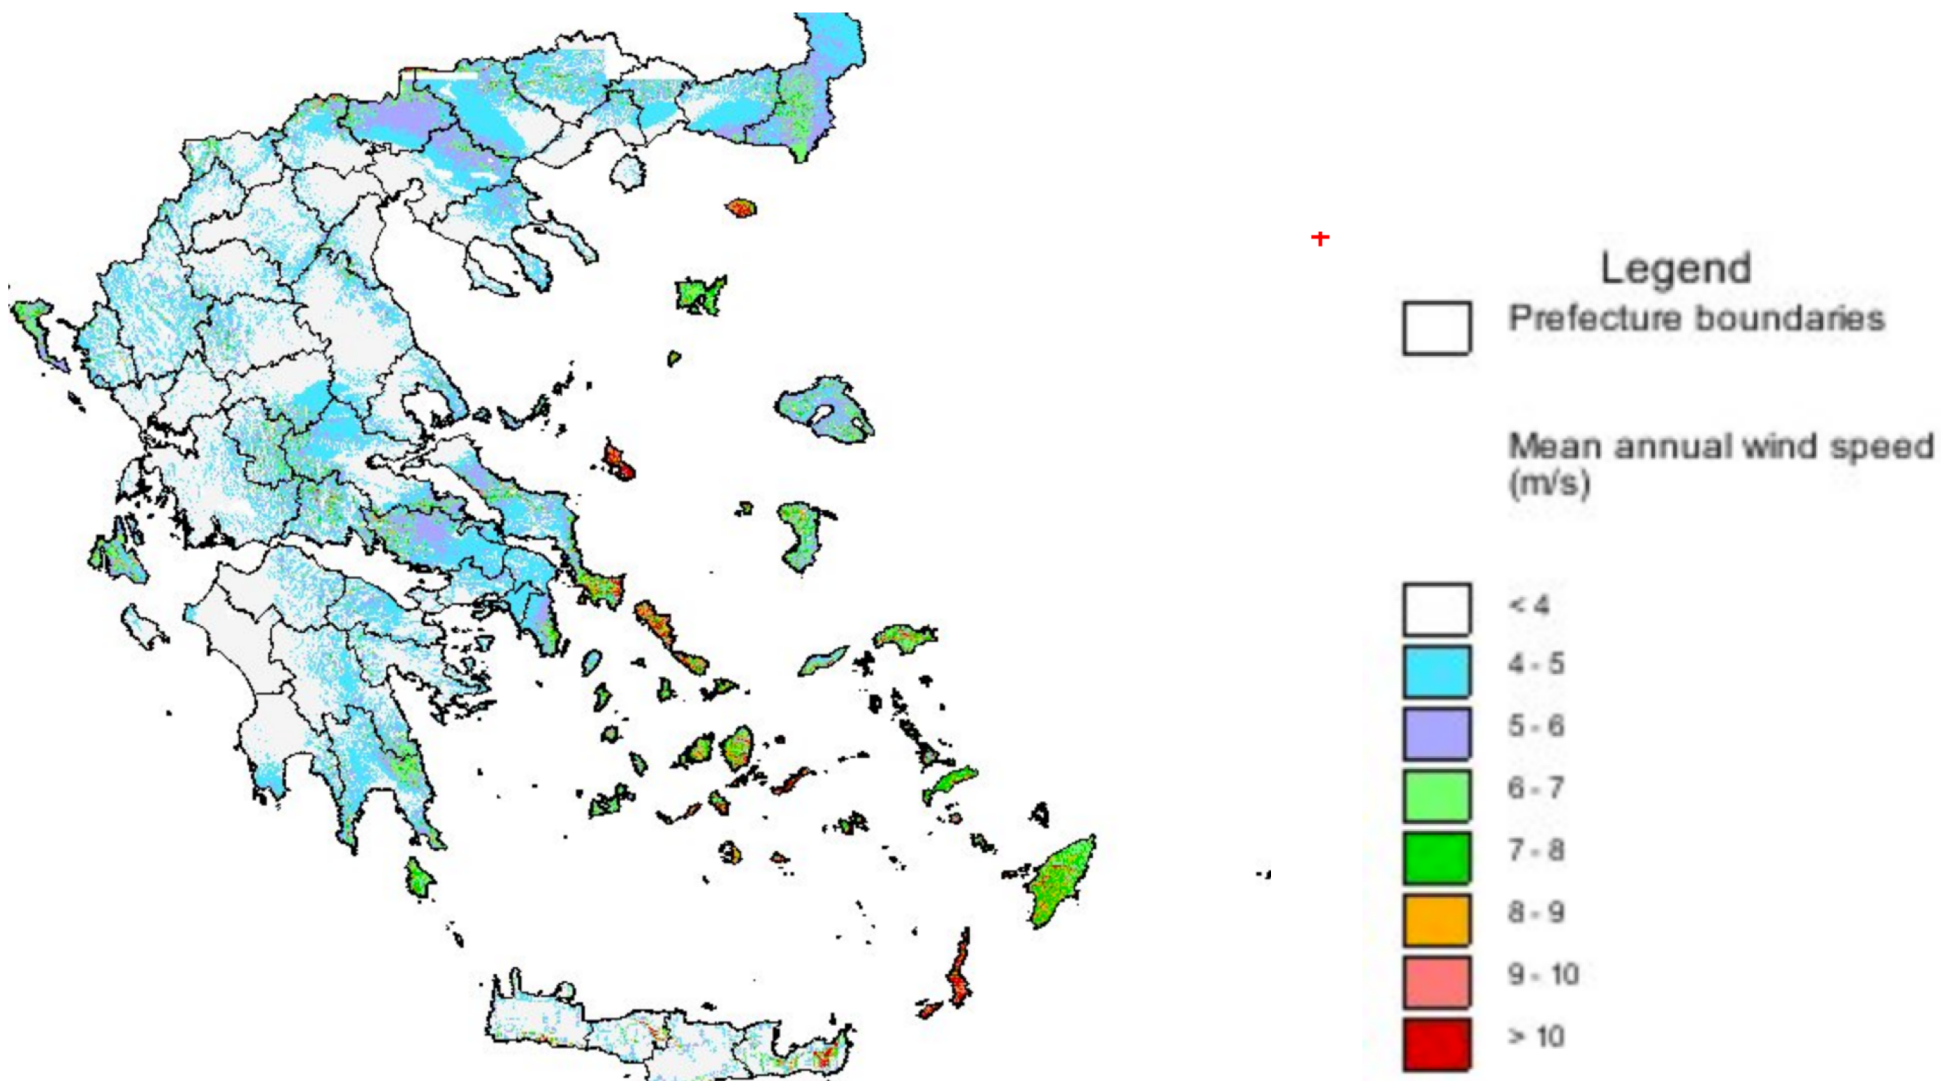 Legend
Prefecture boundaries
Mean annual wind speed
(m/s)
< 4
4 - 5
5 - 6
6 - 7
7 - 8
8 - 9
9 - 10
> 10